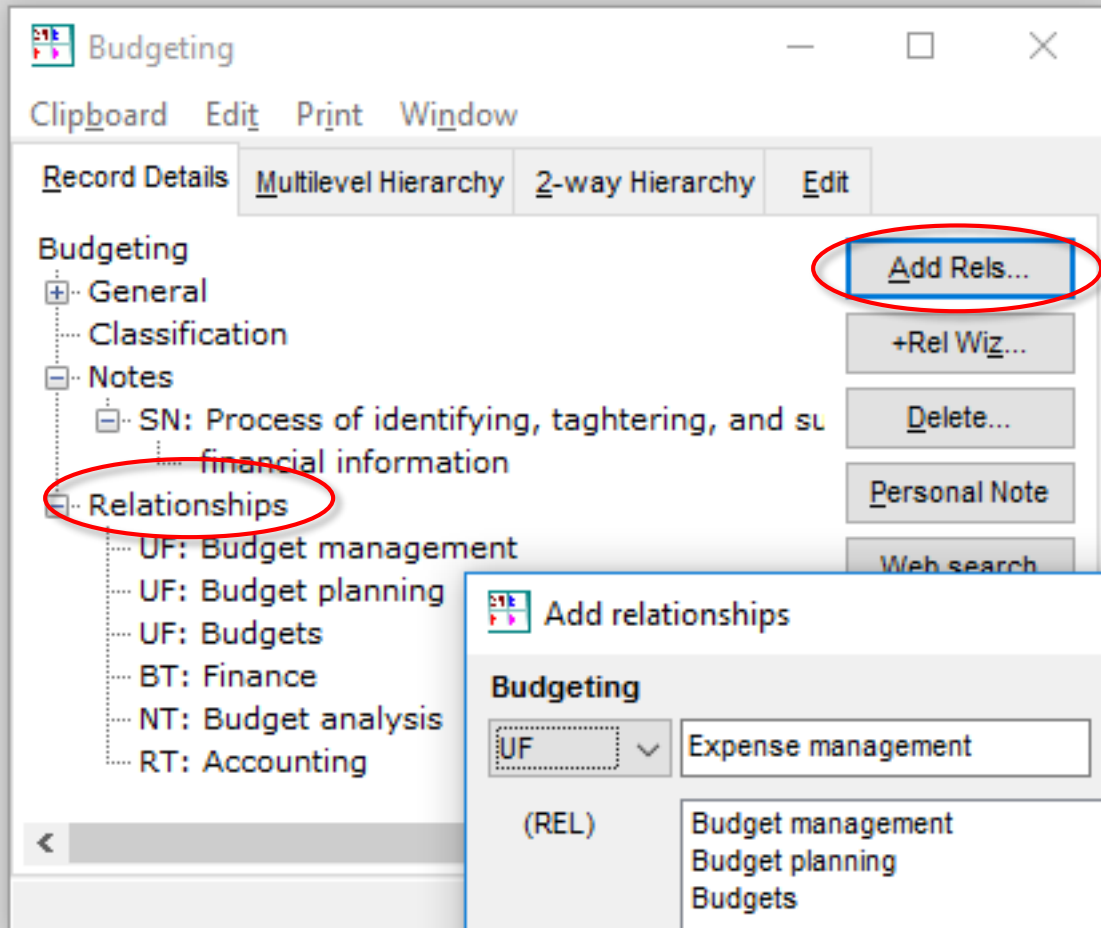 Budgeting
Clipboard Edit Print Window
Record Details Multilevel Hierarchy 2-way Hierarchy Edit
Budgeting
General
Classification
Notes
SN: Process of identifying, taghtering, and su
financial information
Relationships
UF: Budget management
UF: Budget planning
UF: Budgets
BT: Finance
NT: Budget analysis
RT: Accounting
Add Rels...
+Rel Wiz...
Delete...
Personal Note
Web search
Add relationships
Budgeting
UF Expense management
(REL) Budget management
Budget planning
Budgets